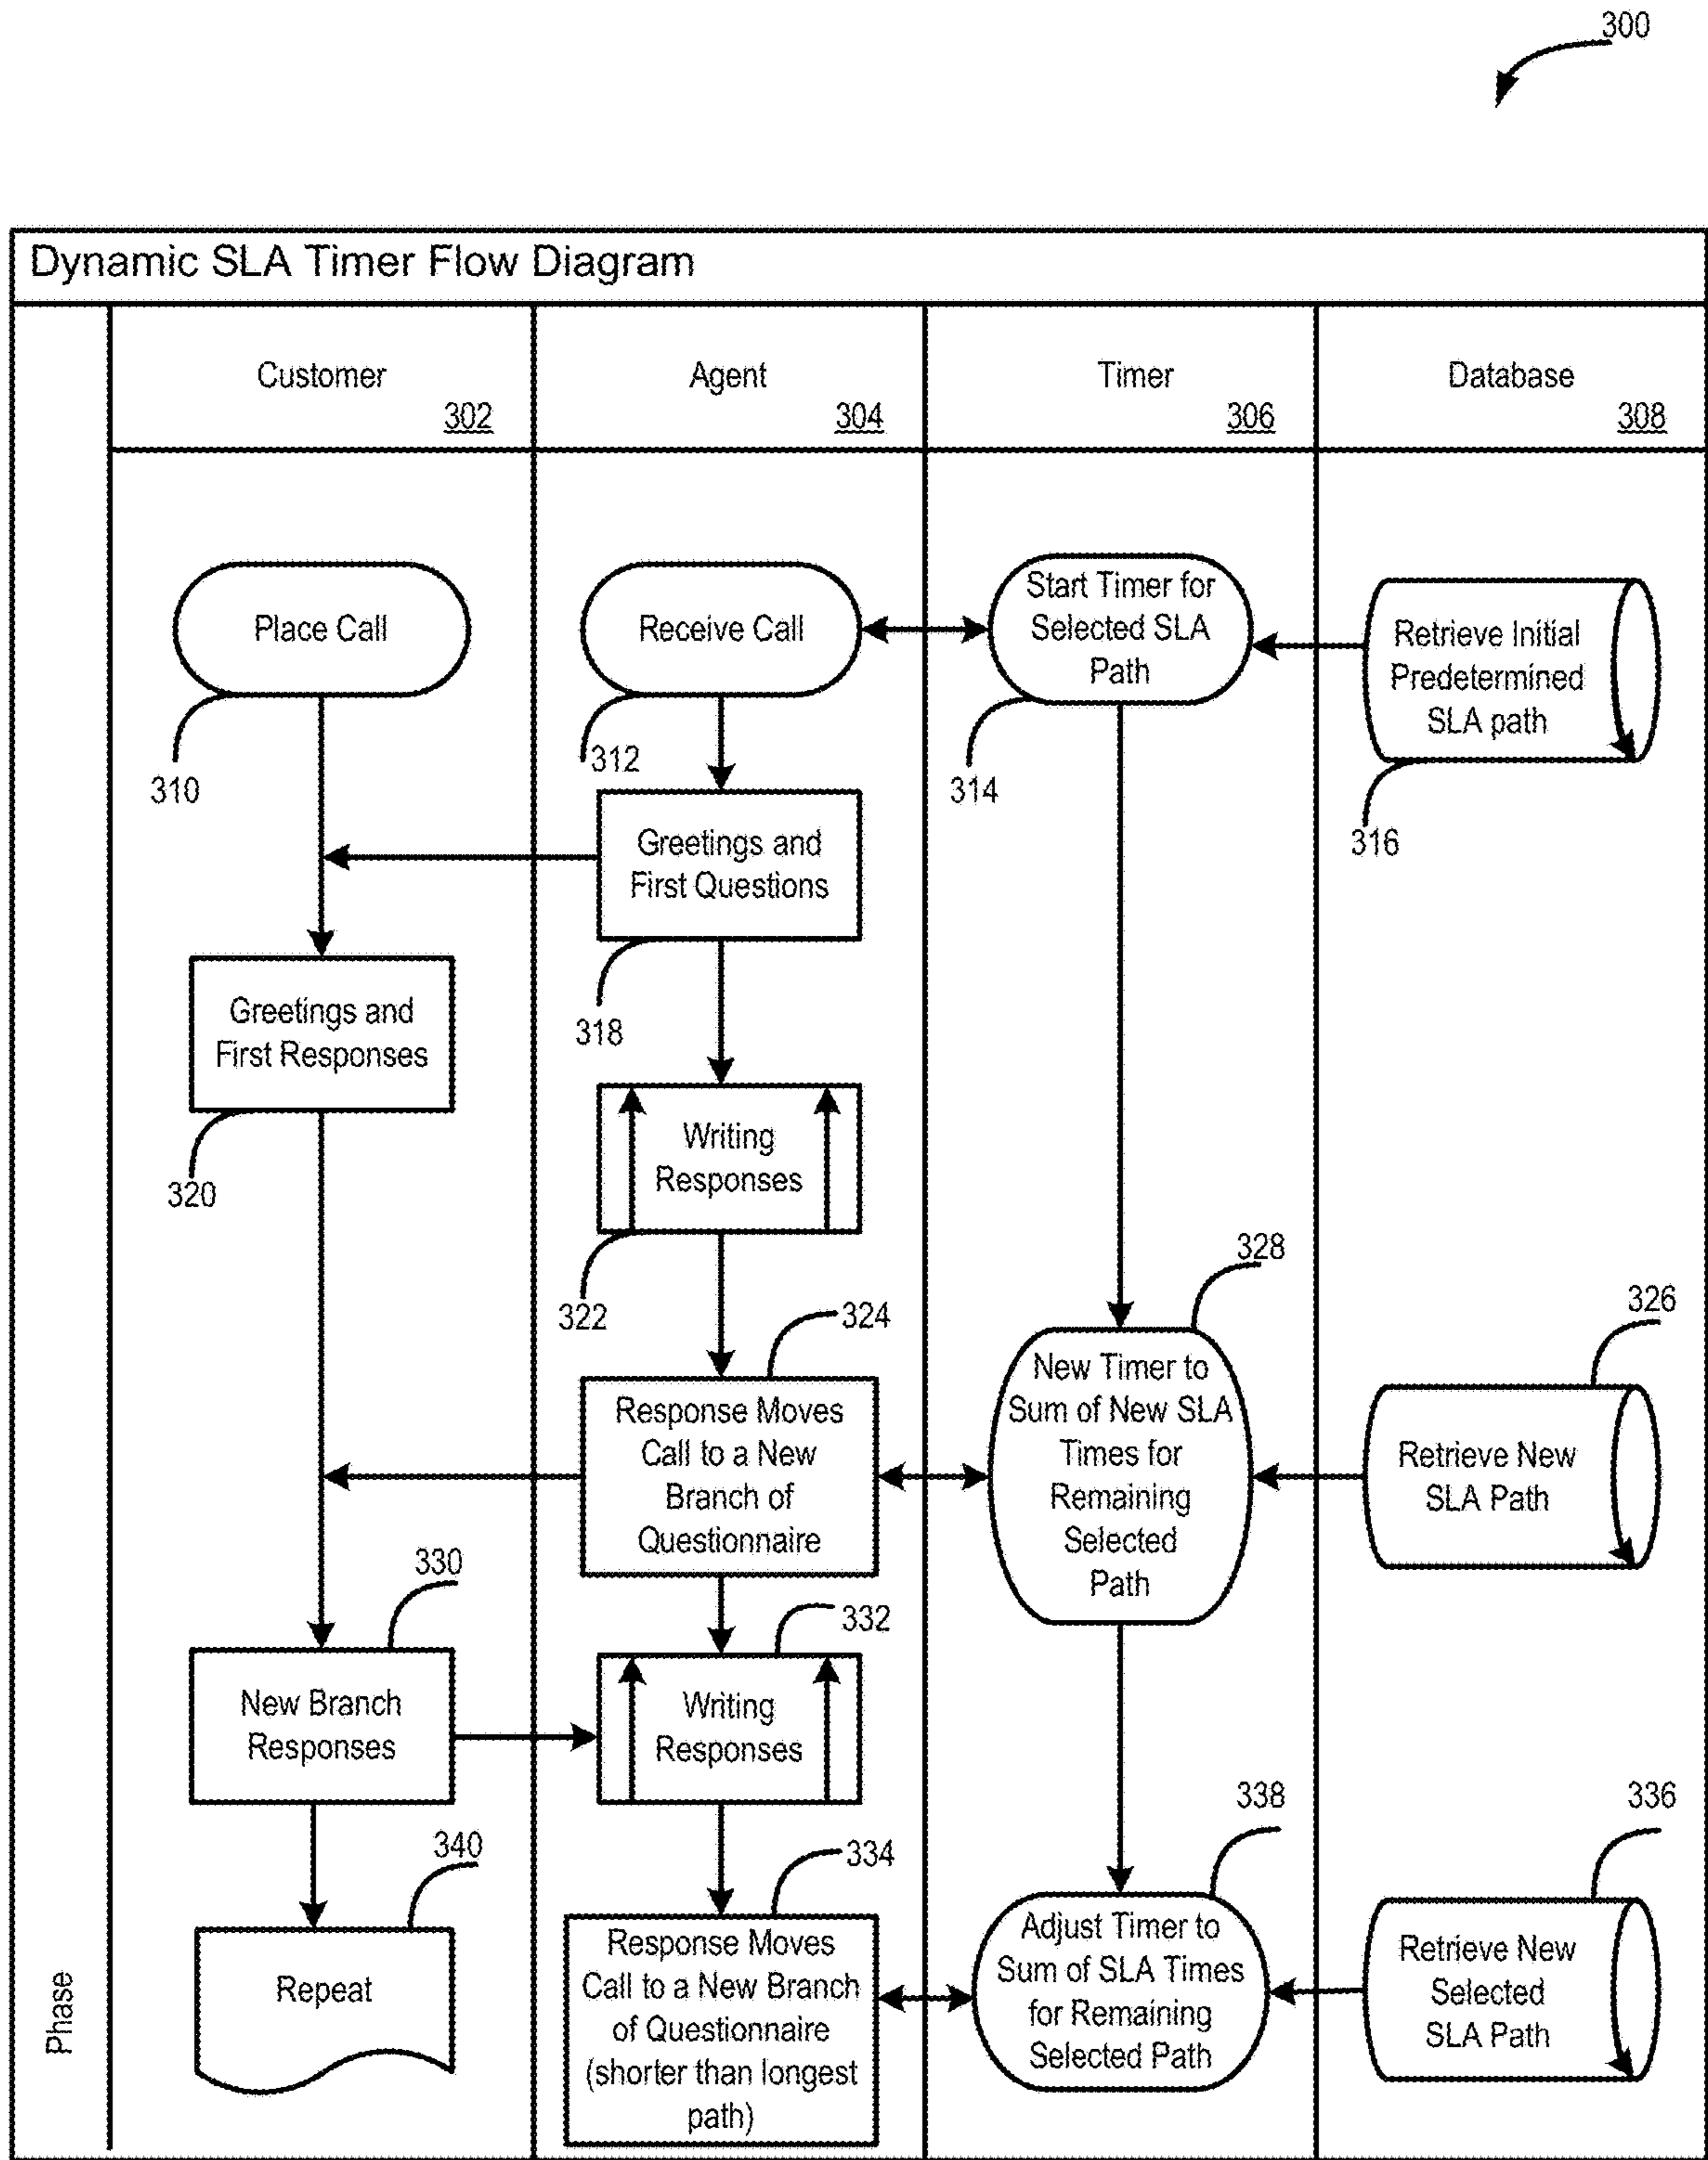 300
Dynamic SLA Timer Flow Diagram
Customer
302
Agent
304
Timer
306
Database
308
Place Call
310
Receive Call
312
Start Timer for
Selected SLA
Path
314
Retrieve Initial
Predetermined
SLA path
316
Greetings and
First Questions
318
Greetings and
First Responses
320
Writing
Responses
322
324
Response Moves
Call to a New
Branch of
Questionnaire
328
New Timer to
Sum of New SLA
Times for
Remaining
Selected
Path
326
Retrieve New
SLA Path
330
New Branch
Responses
332
Writing
Responses
340
Repeat
334
Response Moves
Call to a New Branch
of Questionnaire
(shorter than longest
path)
338
Adjust Timer to
Sum of SLA Times
for Remaining
Selected Path
336
Retrieve New
Selected
SLA Path
Phase